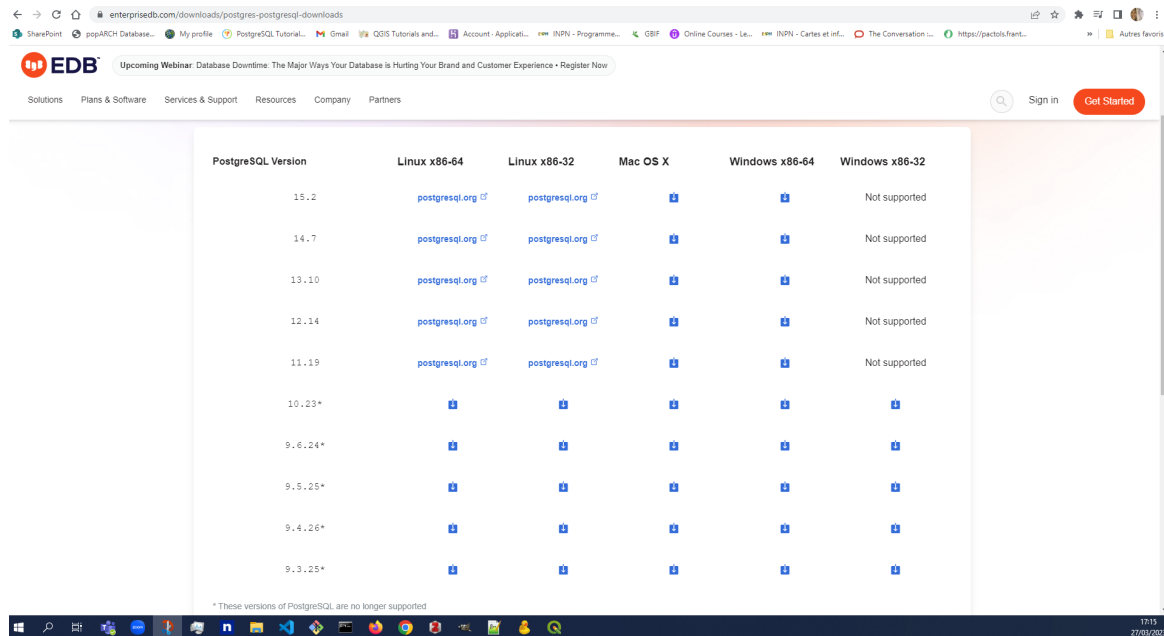 enterprisedb.com/downloads/postgres-postgresql-downloads
SharePoint popARCH Database... My profile PostgreSQL Tutorial... Gmail QGIS Tutorials and... Account · Applicati... INPN - Programme... GBIF Online Courses - Le... INPN - Cartes et inf... The Conversation :... https://pactols.frant... » Autres favoris
EDB Upcoming Webinar: Database Downtime: The Major Ways Your Database is Hurting Your Brand and Customer Experience • Register Now
Solutions Plans & Software Services & Support Resources Company Partners Sign in Get Started
PostgreSQL Version Linux x86-64 Linux x86-32 Mac OS X Windows x86-64 Windows x86-32
15.2 postgresql.org postgresql.org Not supported
14.7 postgresql.org postgresql.org Not supported
13.10 postgresql.org postgresql.org Not supported
12.14 postgresql.org postgresql.org Not supported
11.19 postgresql.org postgresql.org Not supported
10.23*
9.6.24*
9.5.25*
9.4.26*
9.3.25*
* These versions of PostgreSQL are no longer supported
17:15